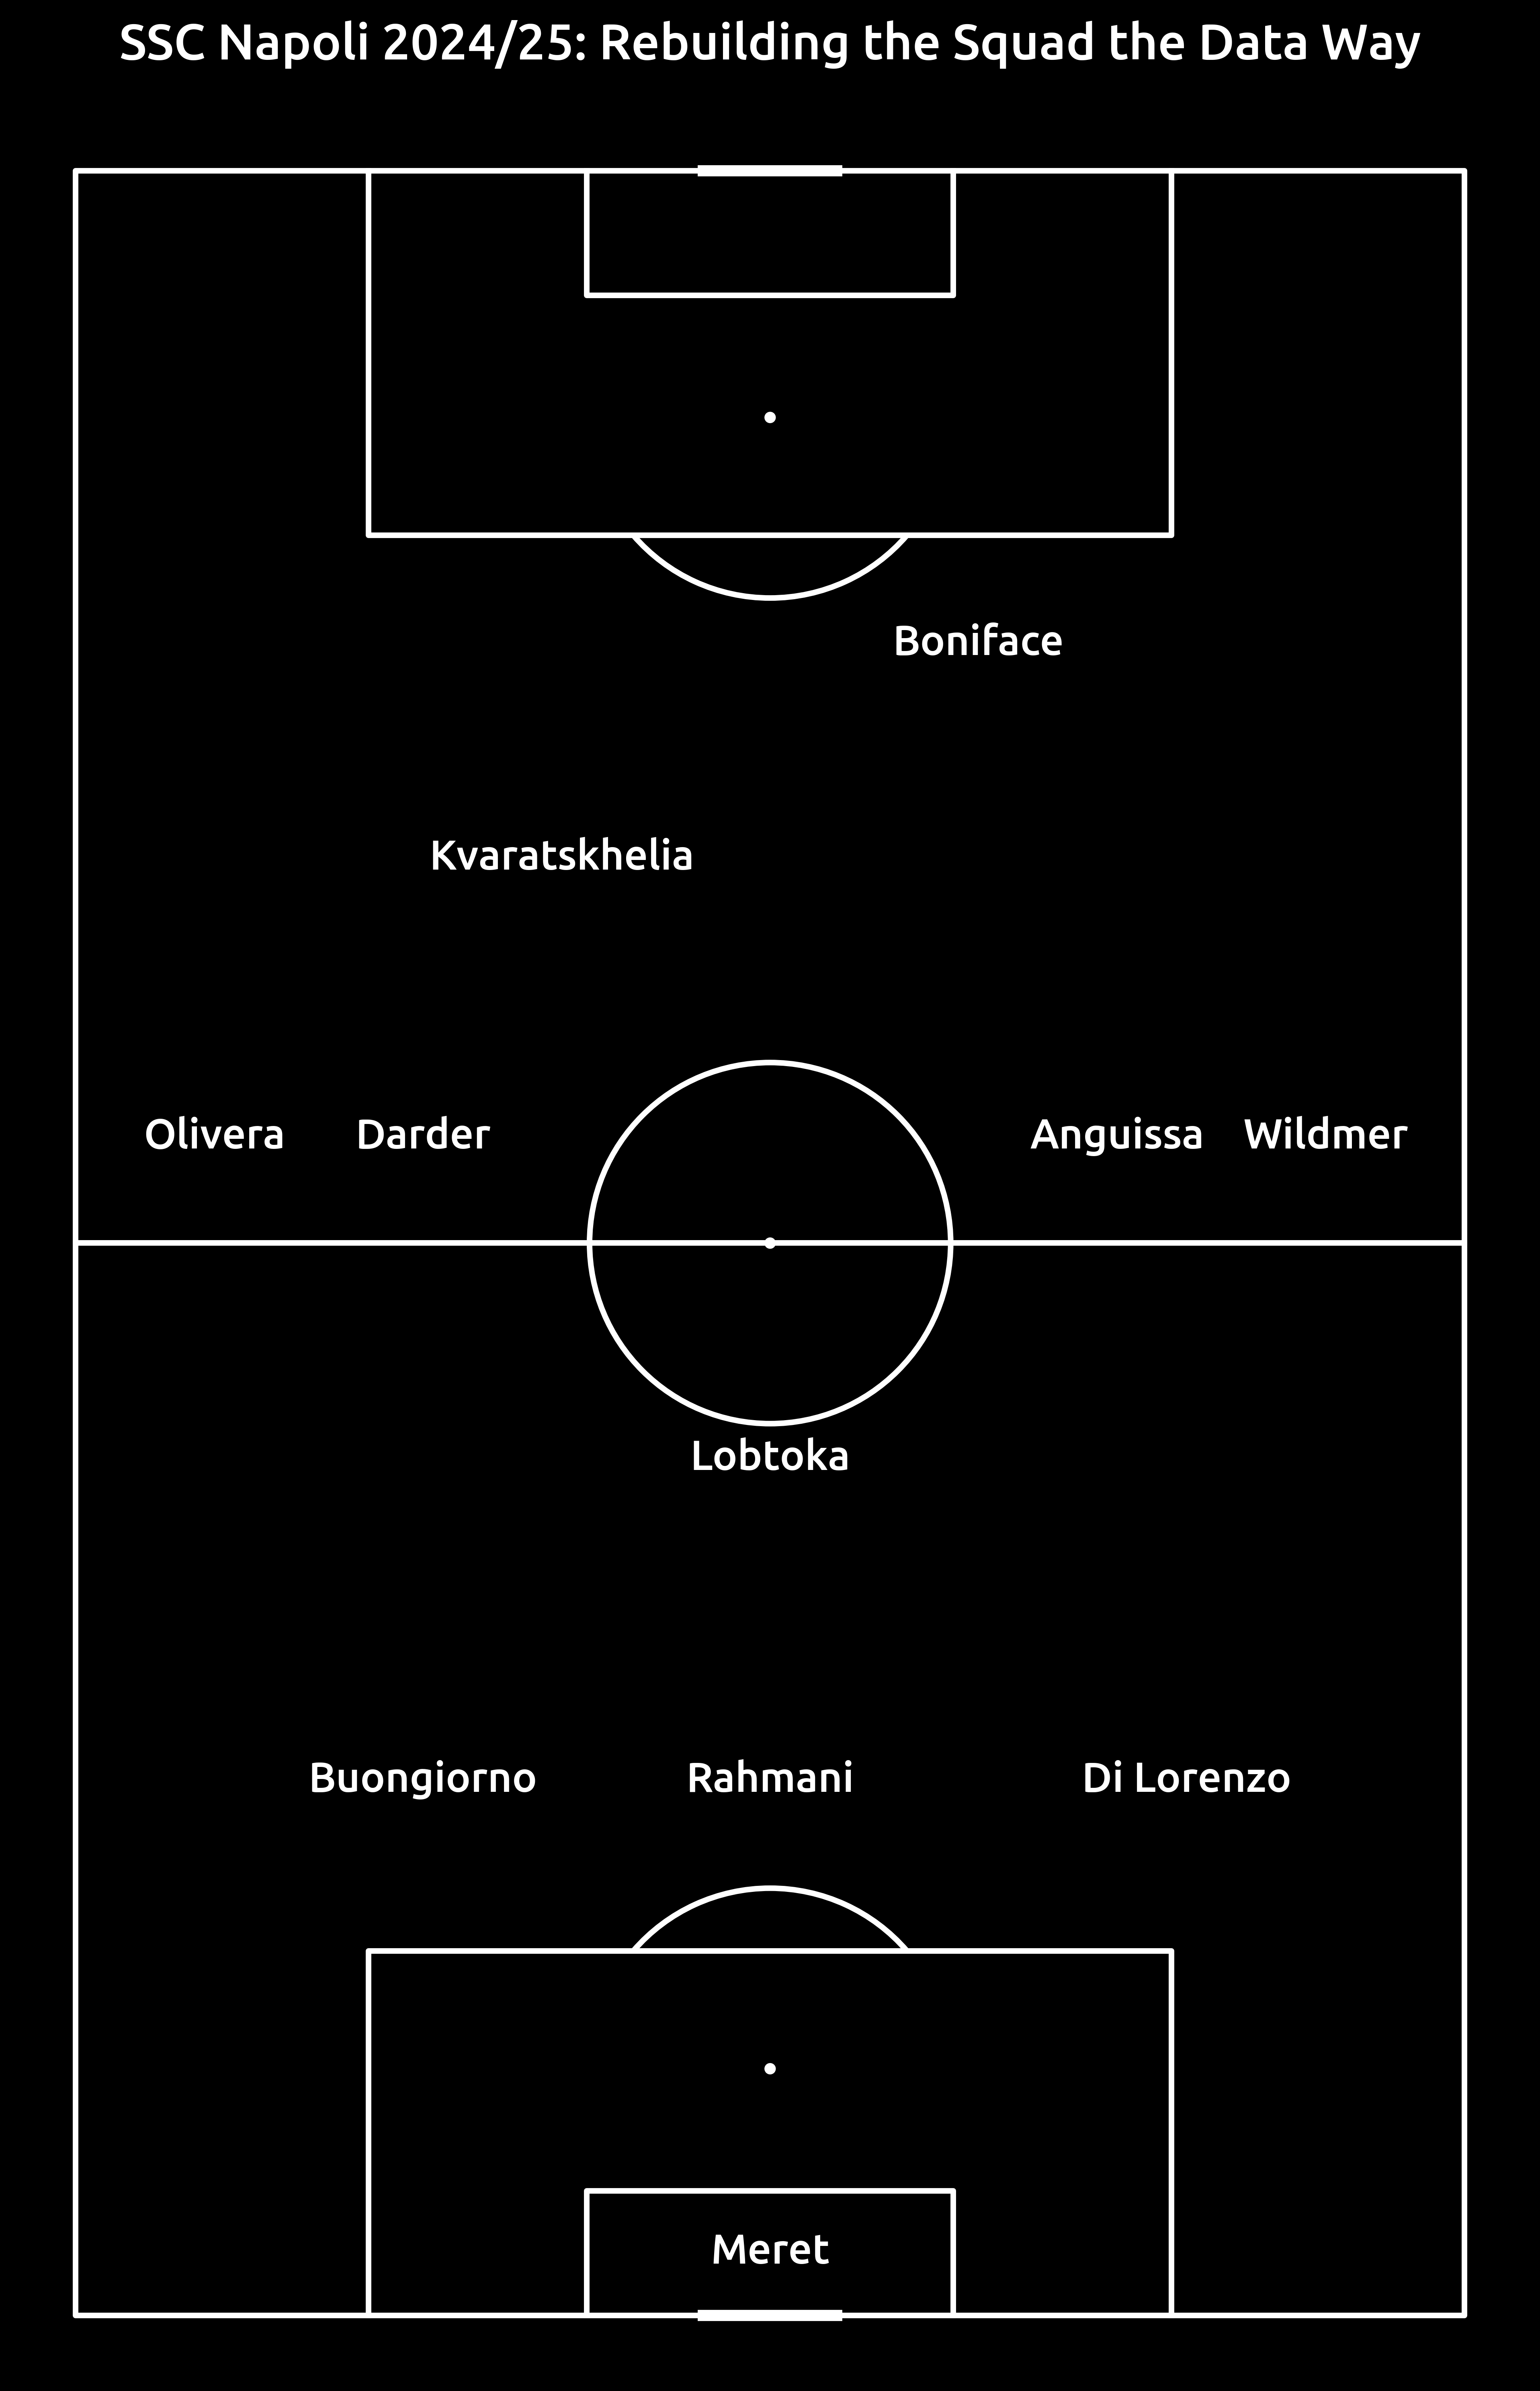 SSC Napoli 2024/25: Rebuilding the Squad the Data Way
Boniface
Kvaratskhelia
Olivera Darder Anguissa Wildmer
Lobtoka
Buongiorno Rahmani Di Lorenzo
Meret